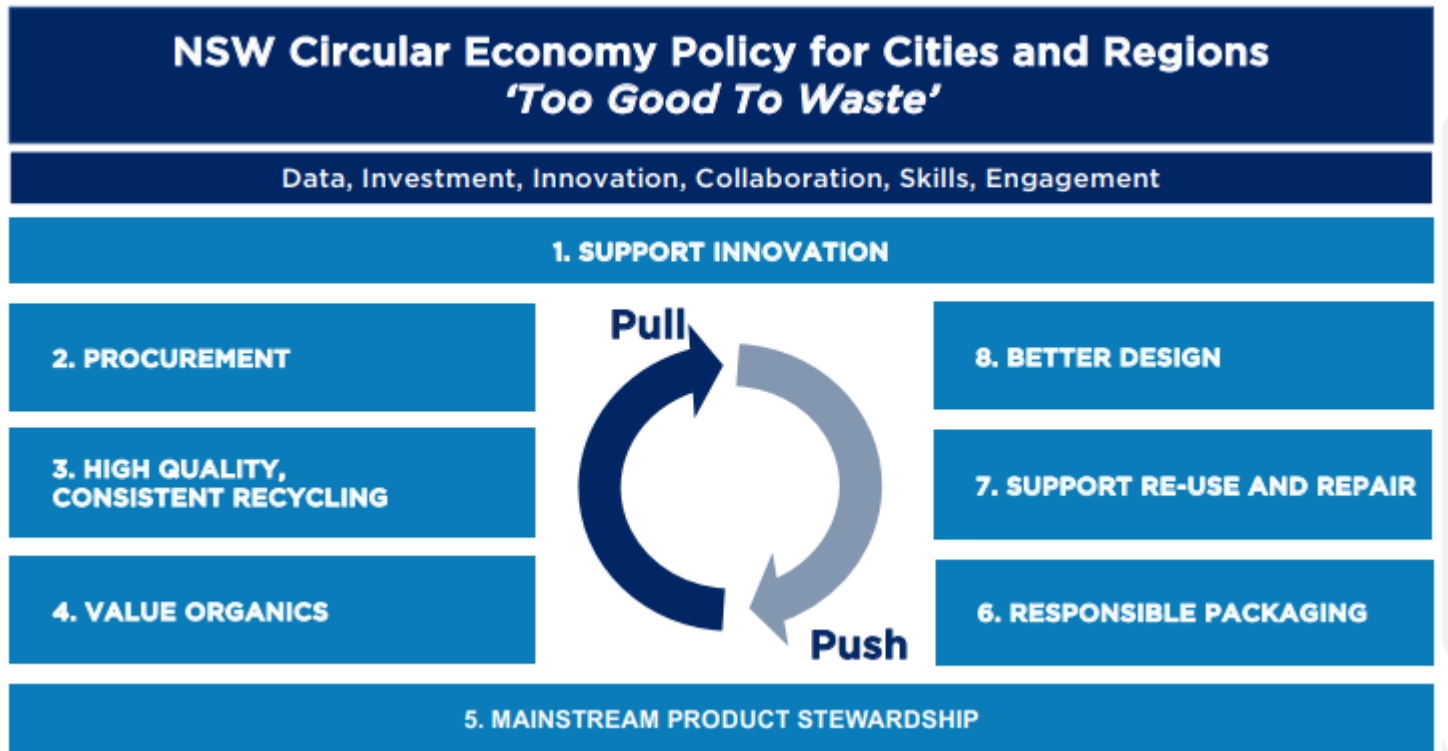 NSW Circular Economy Policy for Cities and Regions
‘Too Good To Waste’
Data, Investment, Innovation, Collaboration, Skills, Engagement
1. SUPPORT INNOVATION
2. PROCUREMENT
3. HIGH QUALITY,
CONSISTENT RECYCLING
4. VALUE ORGANICS
Pull
Push
8. BETTER DESIGN
7. SUPPORT RE-USE AND REPAIR
6. RESPONSIBLE PACKAGING
5. MAINSTREAM PRODUCT STEWARDSHIP